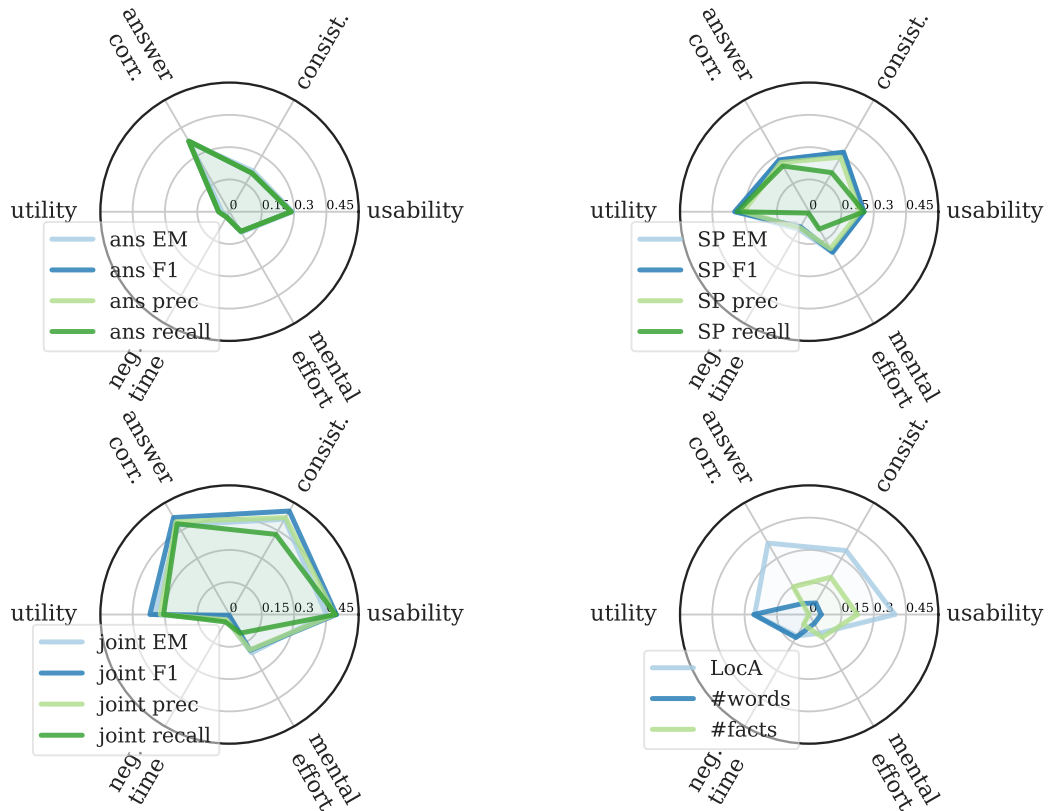 answer
corr.
consist.
utility
0
0.15
0.3
0.45
usability
ans EM
ans F1
ans prec
ans recall
neg.
time
mental
effort
answer
corr.
consist.
utility
0
0.15
0.3
0.45
usability
SP EM
SP F1
SP prec
SP recall
neg.
time
mental
effort
answer
corr.
consist.
utility
0
0.15
0.3
0.45
usability
joint EM
joint F1
joint prec
joint recall
neg.
time
mental
effort
answer
corr.
consist.
utility
0
0.15
0.3
0.45
usability
LocA
#words
#facts
neg.
time
mental
effort